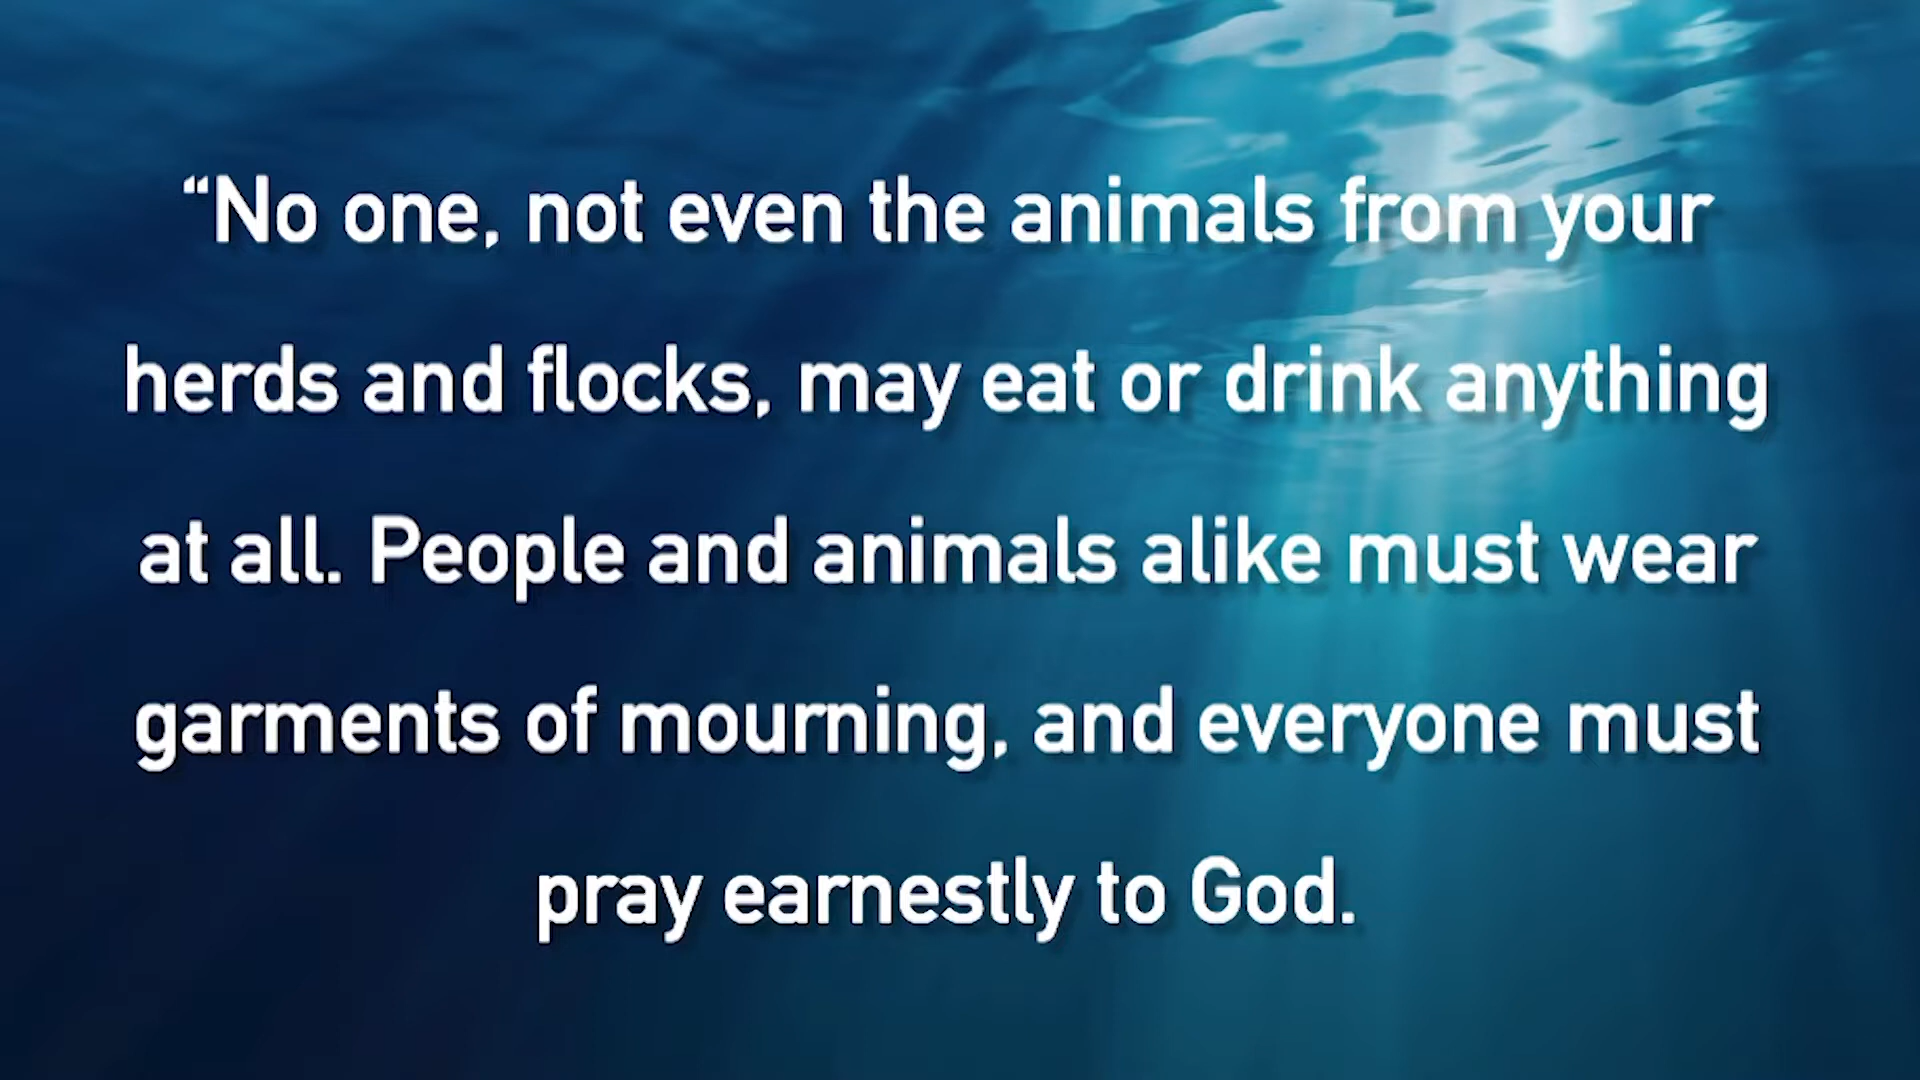 “No one, not even the animals from your
herds and flocks, may eat or drink anything
at all. People and animals alike must wear
garments of mourning, and everyone must
pray earnestly to God.